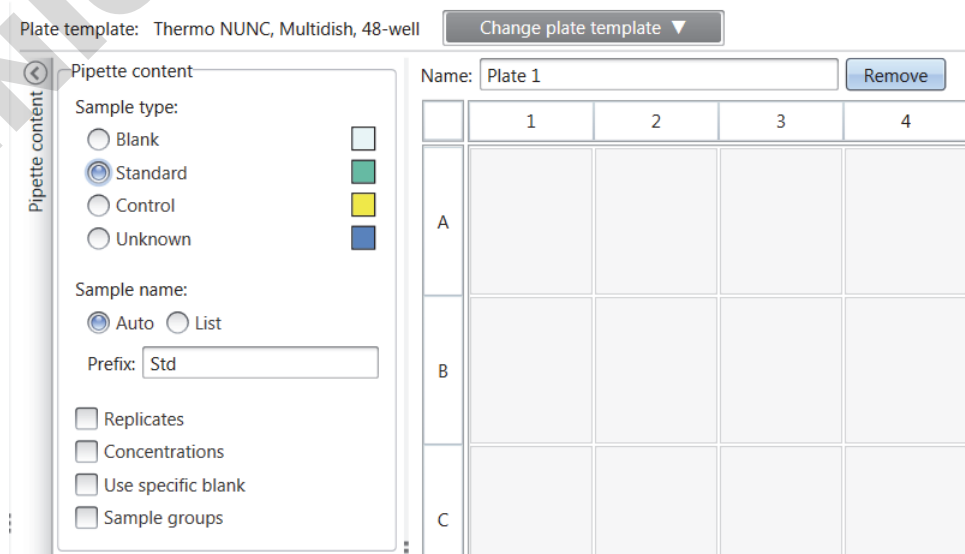 Plate template: Thermo NUNC, Multidish, 48-well Change plate template ▼
Pipette content
Pipette content
Sample type:
Blank
Standard
Control
Unknown
Sample name:
Auto List
Prefix: Std
Replicates
Concentrations
Use specific blank
Sample groups
Name: Plate 1 Remove
1 2 3 4
A
B
C